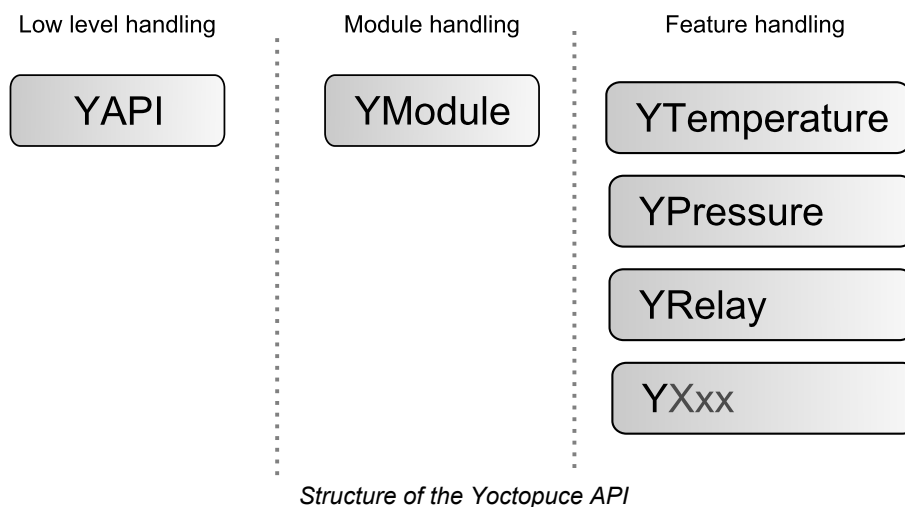 Low level handling
Module handling
Feature handling
YAPI
YModule
YTemperature
YPressure
YRelay
YXxx
Structure of the Yoctopuce API